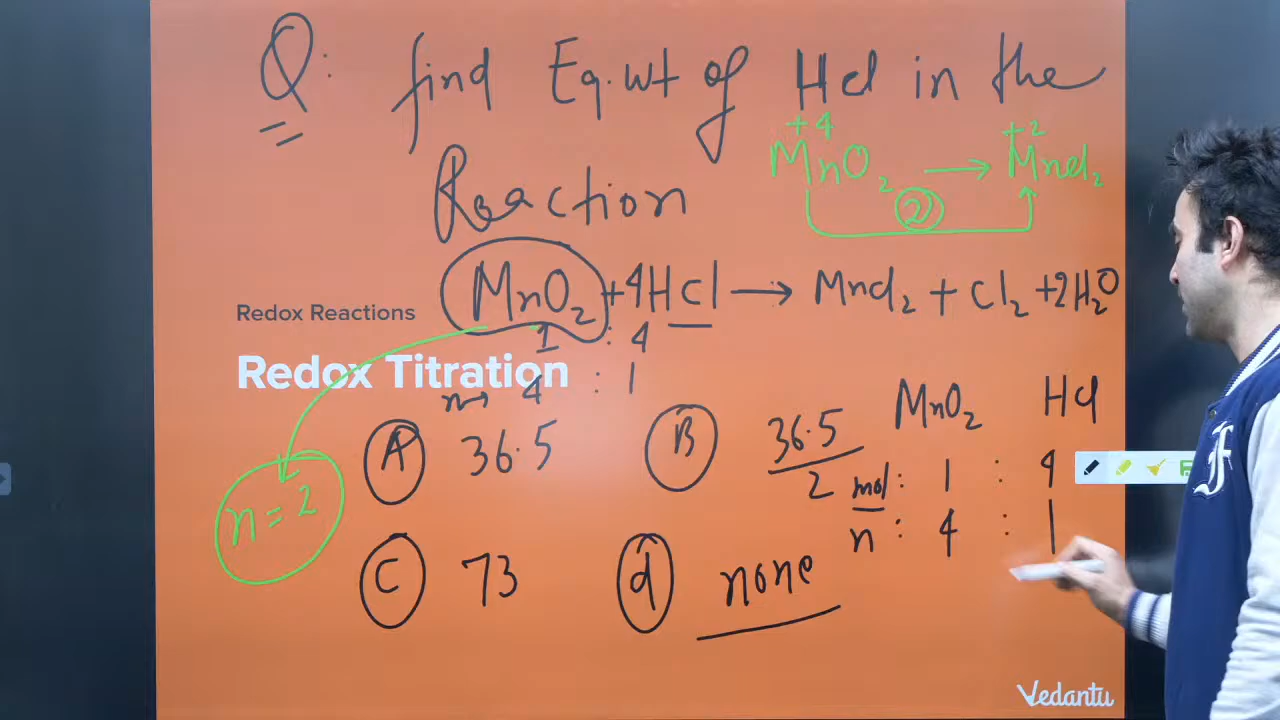 Q: find Eq.wt of Hcl in the
Reaction
+4 +2
MnO2 → Mncl2
2
MnO2 + 4HCl → Mncl2 + Cl2 + 2H2O
Redox Reactions
1 : 4
Redox Titration
n→ 4 : 1
MnO2 HCl
A 36.5 B 36.5/2
mol : 1 : 4
n = 2
n : 4 : 1
C 73 d none
F
Vedantu